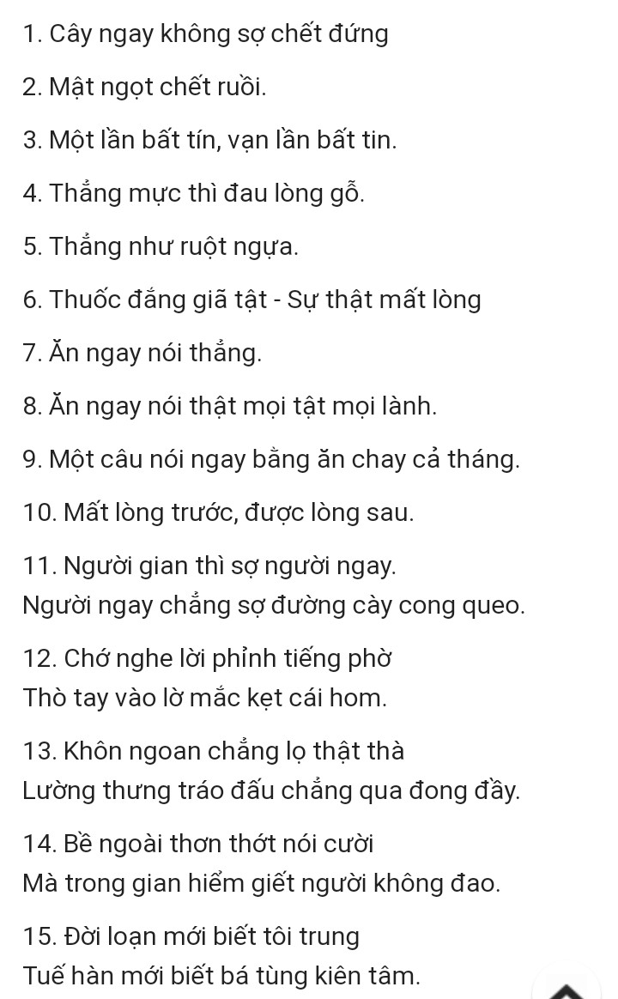 1. Cây ngay không sợ chết đứng
2. Mật ngọt chết ruồi.
3. Một lần bất tín, vạn lần bất tin.
4. Thẳng mực thì đau lòng gỗ.
5. Thẳng như ruột ngựa.
6. Thuốc đắng giã tật - Sự thật mất lòng
7. Ăn ngay nói thẳng.
8. Ăn ngay nói thật mọi tật mọi lành.
9. Một câu nói ngay bằng ăn chay cả tháng.
10. Mất lòng trước, được lòng sau.
11. Người gian thì sợ người ngay.
Người ngay chẳng sợ đường cày cong queo.
12. Chớ nghe lời phỉnh tiếng phờ
Thò tay vào lờ mắc kẹt cái hom.
13. Khôn ngoan chẳng lọ thật thà
Lường thưng tráo đấu chẳng qua đong đầy.
14. Bề ngoài thơn thớt nói cười
Mà trong gian hiểm giết người không đao.
15. Đời loạn mới biết tôi trung
Tuế hàn mới biết bá tùng kiên tâm.